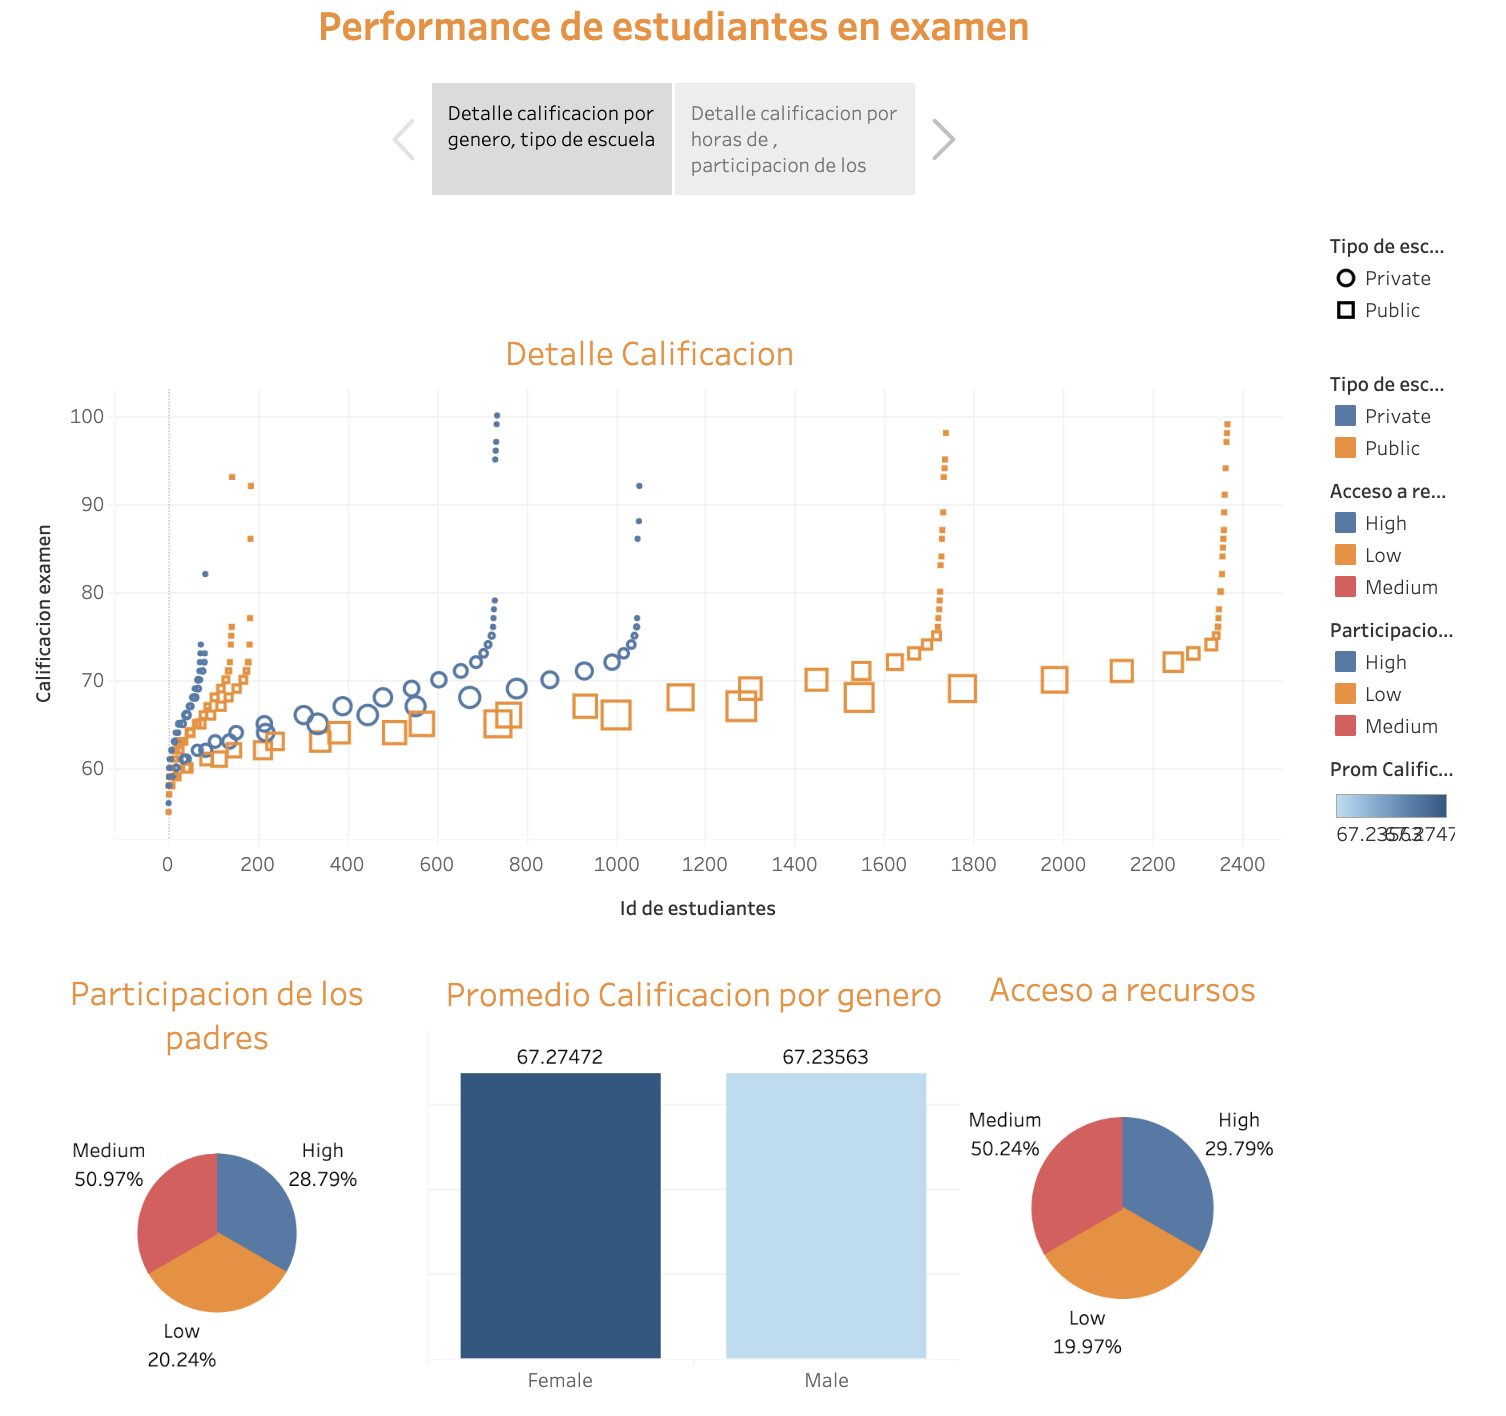 Performance de estudiantes en examen
Detalle calificacion por
genero, tipo de escuela
Detalle calificacion por
horas de ,
participacion de los
Tipo de esc...
Private
Public
Tipo de esc...
Private
Public
Acceso a re...
High
Low
Medium
Participacio...
High
Low
Medium
Prom Calific...
Detalle Calificacion
Calificacion examen
100
90
80
70
60
0 200 400 600 800 1000 1200 1400 1600 1800 2000 2200 2400
Id de estudiantes
Participacion de los
padres
Medium
50.97%
High
28.79%
Low
20.24%
Promedio Calificacion por genero
67.27472 67.23563
Female Male
Acceso a recursos
Medium
50.24%
High
29.79%
Low
19.97%